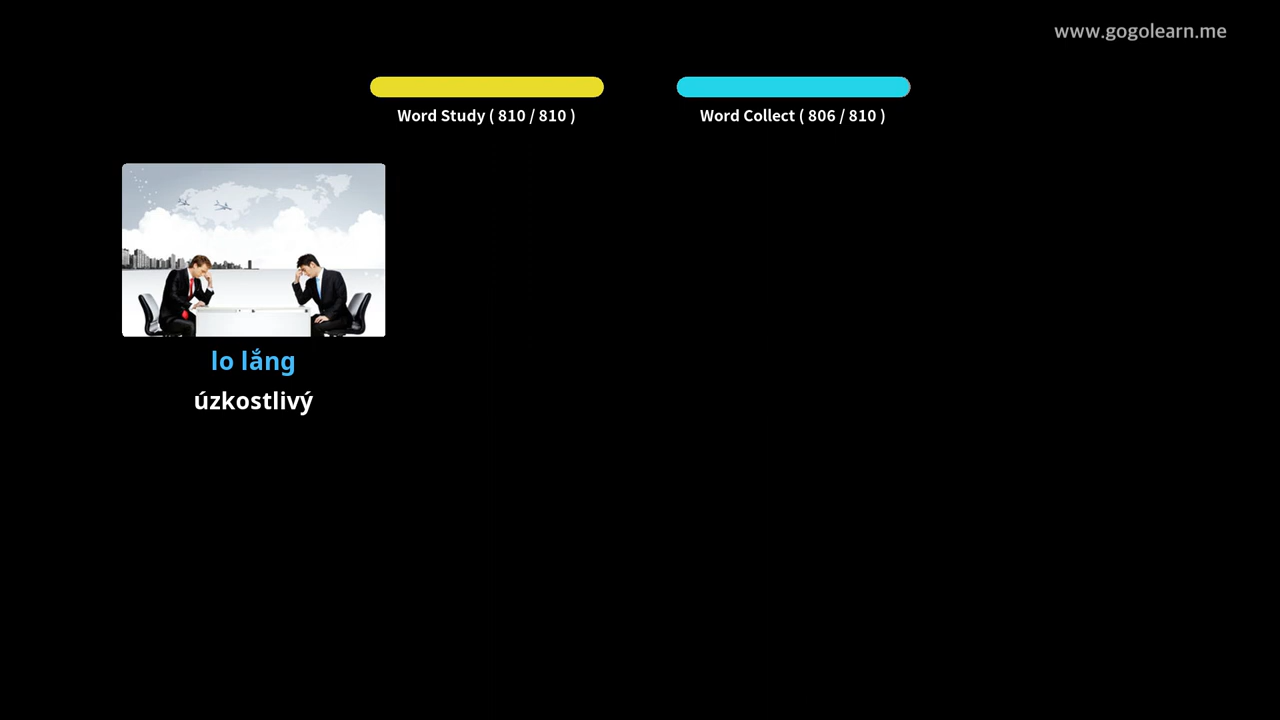 www.gogolearn.me
Word Study ( 810 / 810 )
Word Collect ( 806 / 810 )
lo lắng
úzkostlivý